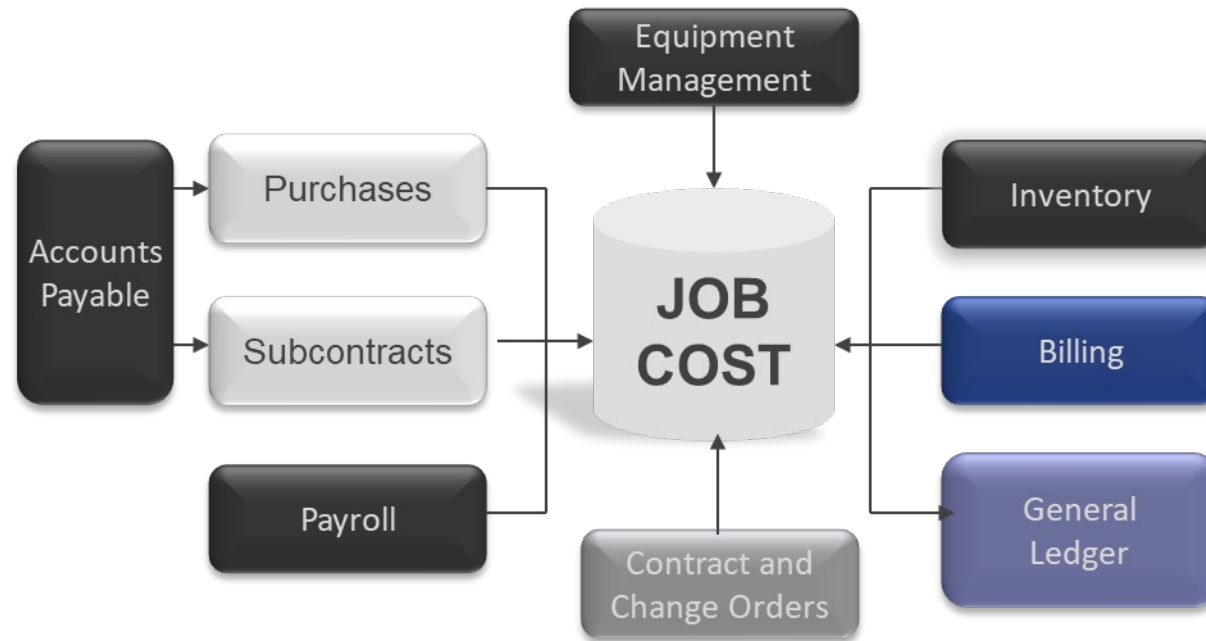 Equipment
Management
Accounts
Payable
Purchases
Subcontracts
Payroll
JOB
COST
Contract and
Change Orders
Inventory
Billing
General
Ledger